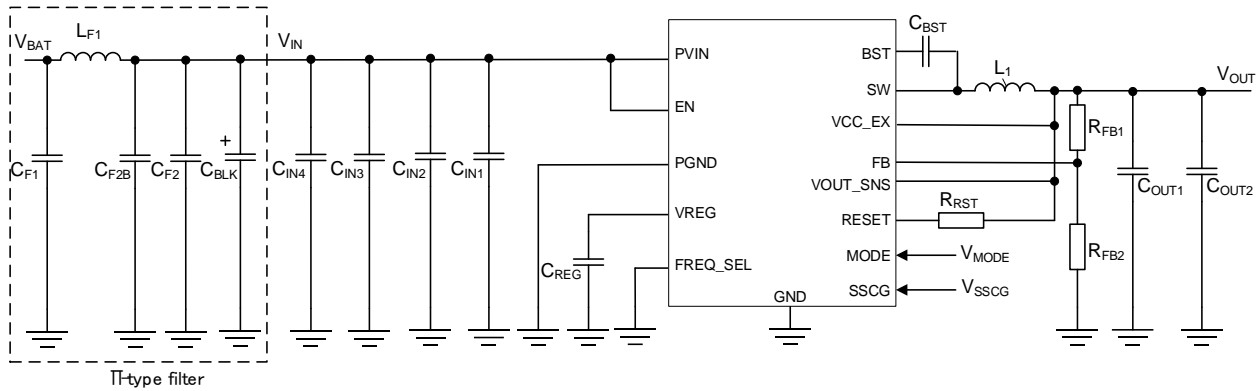 VBAT
LF1
VIN
CF1
CF2B
CF2
+
CBLK
CIN4
CIN3
CIN2
CIN1
CREG
PVIN
EN
PGND
VREG
FREQ_SEL
GND
BST
SW
VCC_EX
FB
VOUT_SNS
RESET
MODE
SSCG
CBST
L1
VOUT
RFB1
RRST
VMODE
VSSCG
RFB2
COUT1
COUT2
Π-type filter